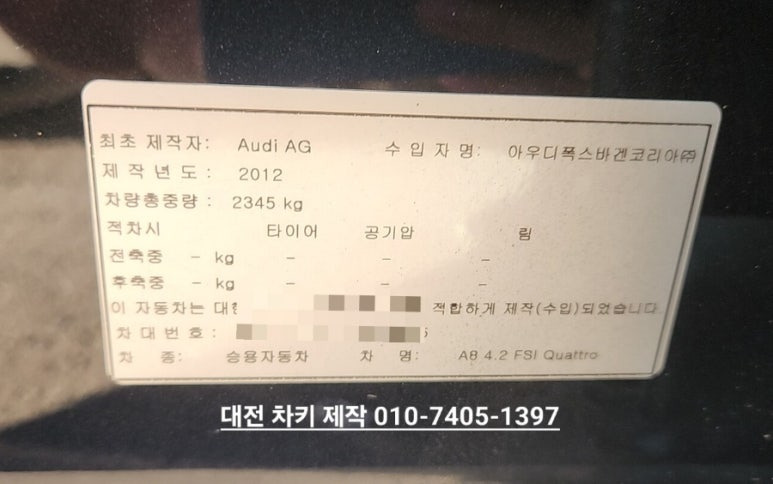 최초 제작자: Audi AG 수 입 자 명: 아우디폭스바겐코리아㈜
제 작 년 도 : 2012
차량총중량 : 2345 kg
적차시 타이어 공기압 림
전축중 - kg - - -
후축중 - kg - - -
이 자동차는 대한 적합하게 제작(수입)되었습니다.
차 대 번 호 :
차 종: 승용자동차 차 명: A8 4.2 FSI Quattro
대전 차키 제작 010-7405-1397